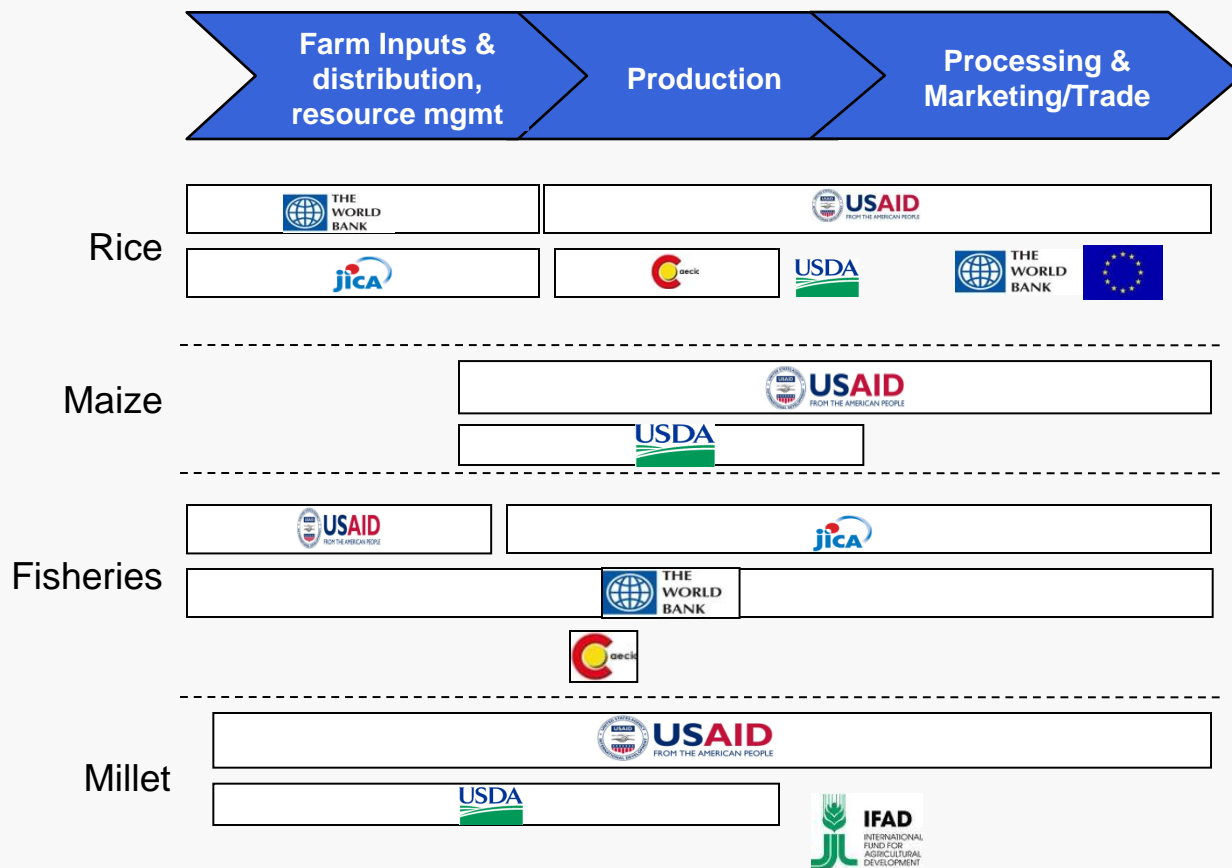 Farm Inputs &
distribution,
resource mgmt
Production
Processing &
Marketing/Trade
Rice
THE
WORLD
BANK
USAID
FROM THE AMERICAN PEOPLE
jica
aecid
USDA
THE
WORLD
BANK
Maize
USAID
FROM THE AMERICAN PEOPLE
USDA
Fisheries
USAID
FROM THE AMERICAN PEOPLE
jica
THE
WORLD
BANK
aecid
Millet
USAID
FROM THE AMERICAN PEOPLE
USDA
IFAD
INTERNATIONAL
FUND FOR
AGRICULTURAL
DEVELOPMENT